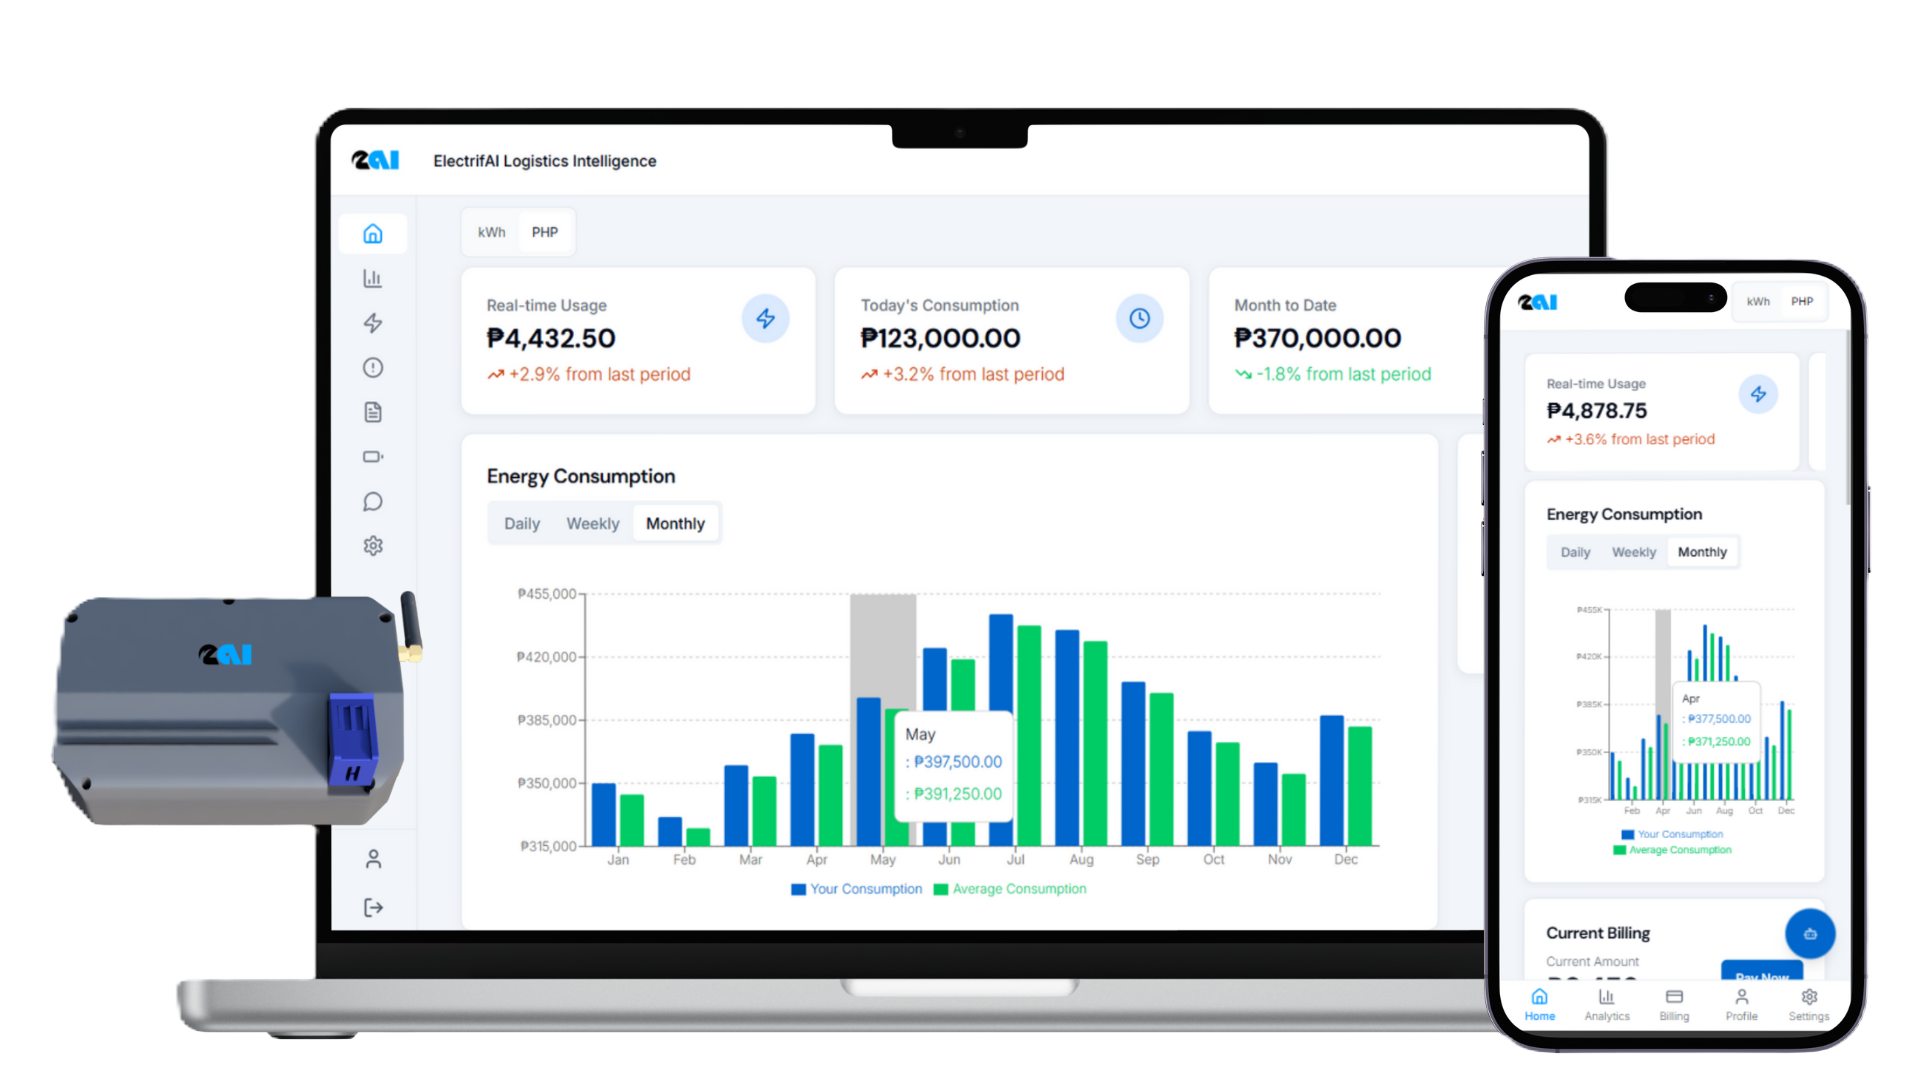 2AI
ElectrifAI Logistics Intelligence
kWh PHP
Real-time Usage
₱4,432.50
+2.9% from last period
Today's Consumption
₱123,000.00
+3.2% from last period
Month to Date
₱370,000.00
-1.8% from last period
Energy Consumption
Daily Weekly Monthly
₱455,000
₱420,000
₱385,000
₱350,000
₱315,000
May
: ₱397,500.00
: ₱391,250.00
Jan Feb Mar Apr May Jun Jul Aug Sep Oct Nov Dec
Your Consumption Average Consumption
2AI
H
2AI
kWh PHP
Real-time Usage
₱4,878.75
+3.6% from last period
Energy Consumption
Daily Weekly Monthly
₱455K
₱420K
₱385K
₱350K
₱315K
Apr
: ₱377,500.00
: ₱371,250.00
Feb Apr Jun Aug Oct Dec
Your Consumption
Average Consumption
Current Billing
Current Amount
Pay Now
Home Analytics Billing Profile Settings